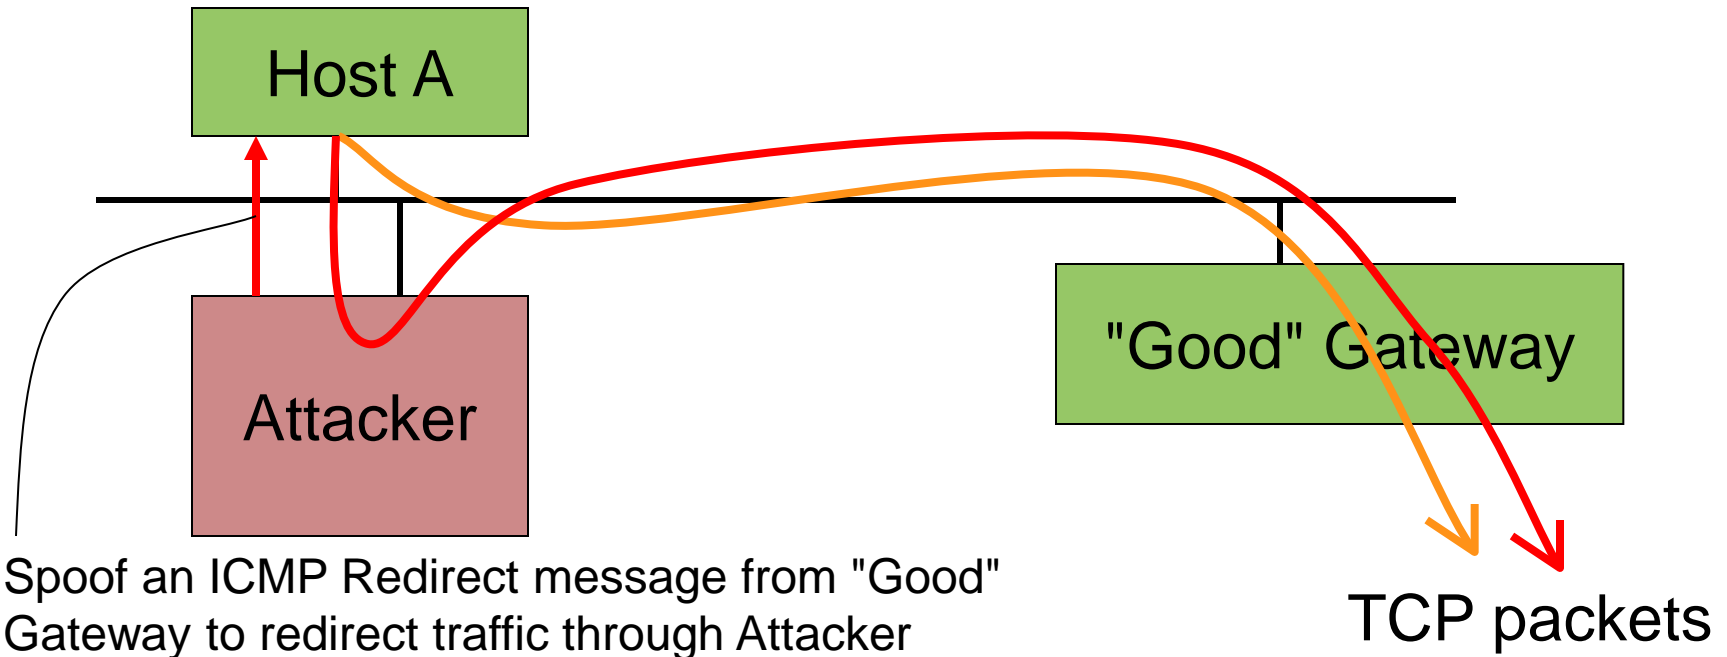 Host A
"Good" Gateway
Attacker
Spoof an ICMP Redirect message from "Good"
Gateway to redirect traffic through Attacker
TCP packets